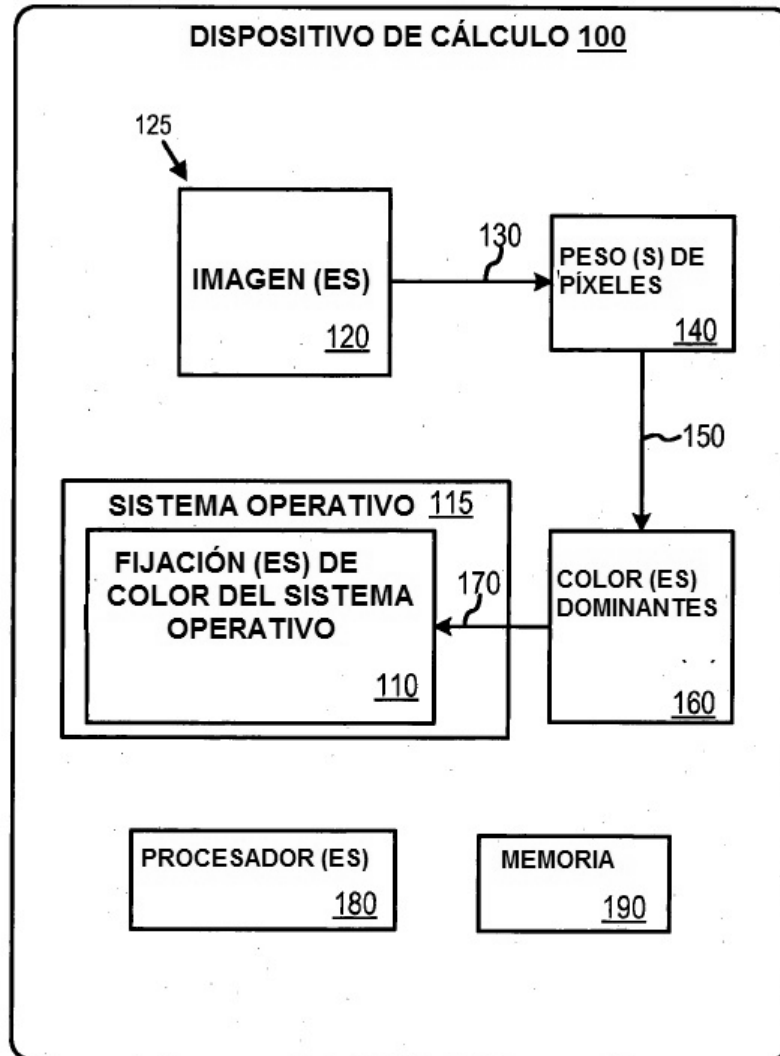 DISPOSITIVO DE CÁLCULO 100
125
IMAGEN (ES)
120
130
PESO (S) DE
PÍXELES
140
150
SISTEMA OPERATIVO 115
FIJACIÓN (ES) DE
COLOR DEL SISTEMA
OPERATIVO
110
170
COLOR (ES)
DOMINANTES
160
PROCESADOR (ES)
180
MEMORIA
190